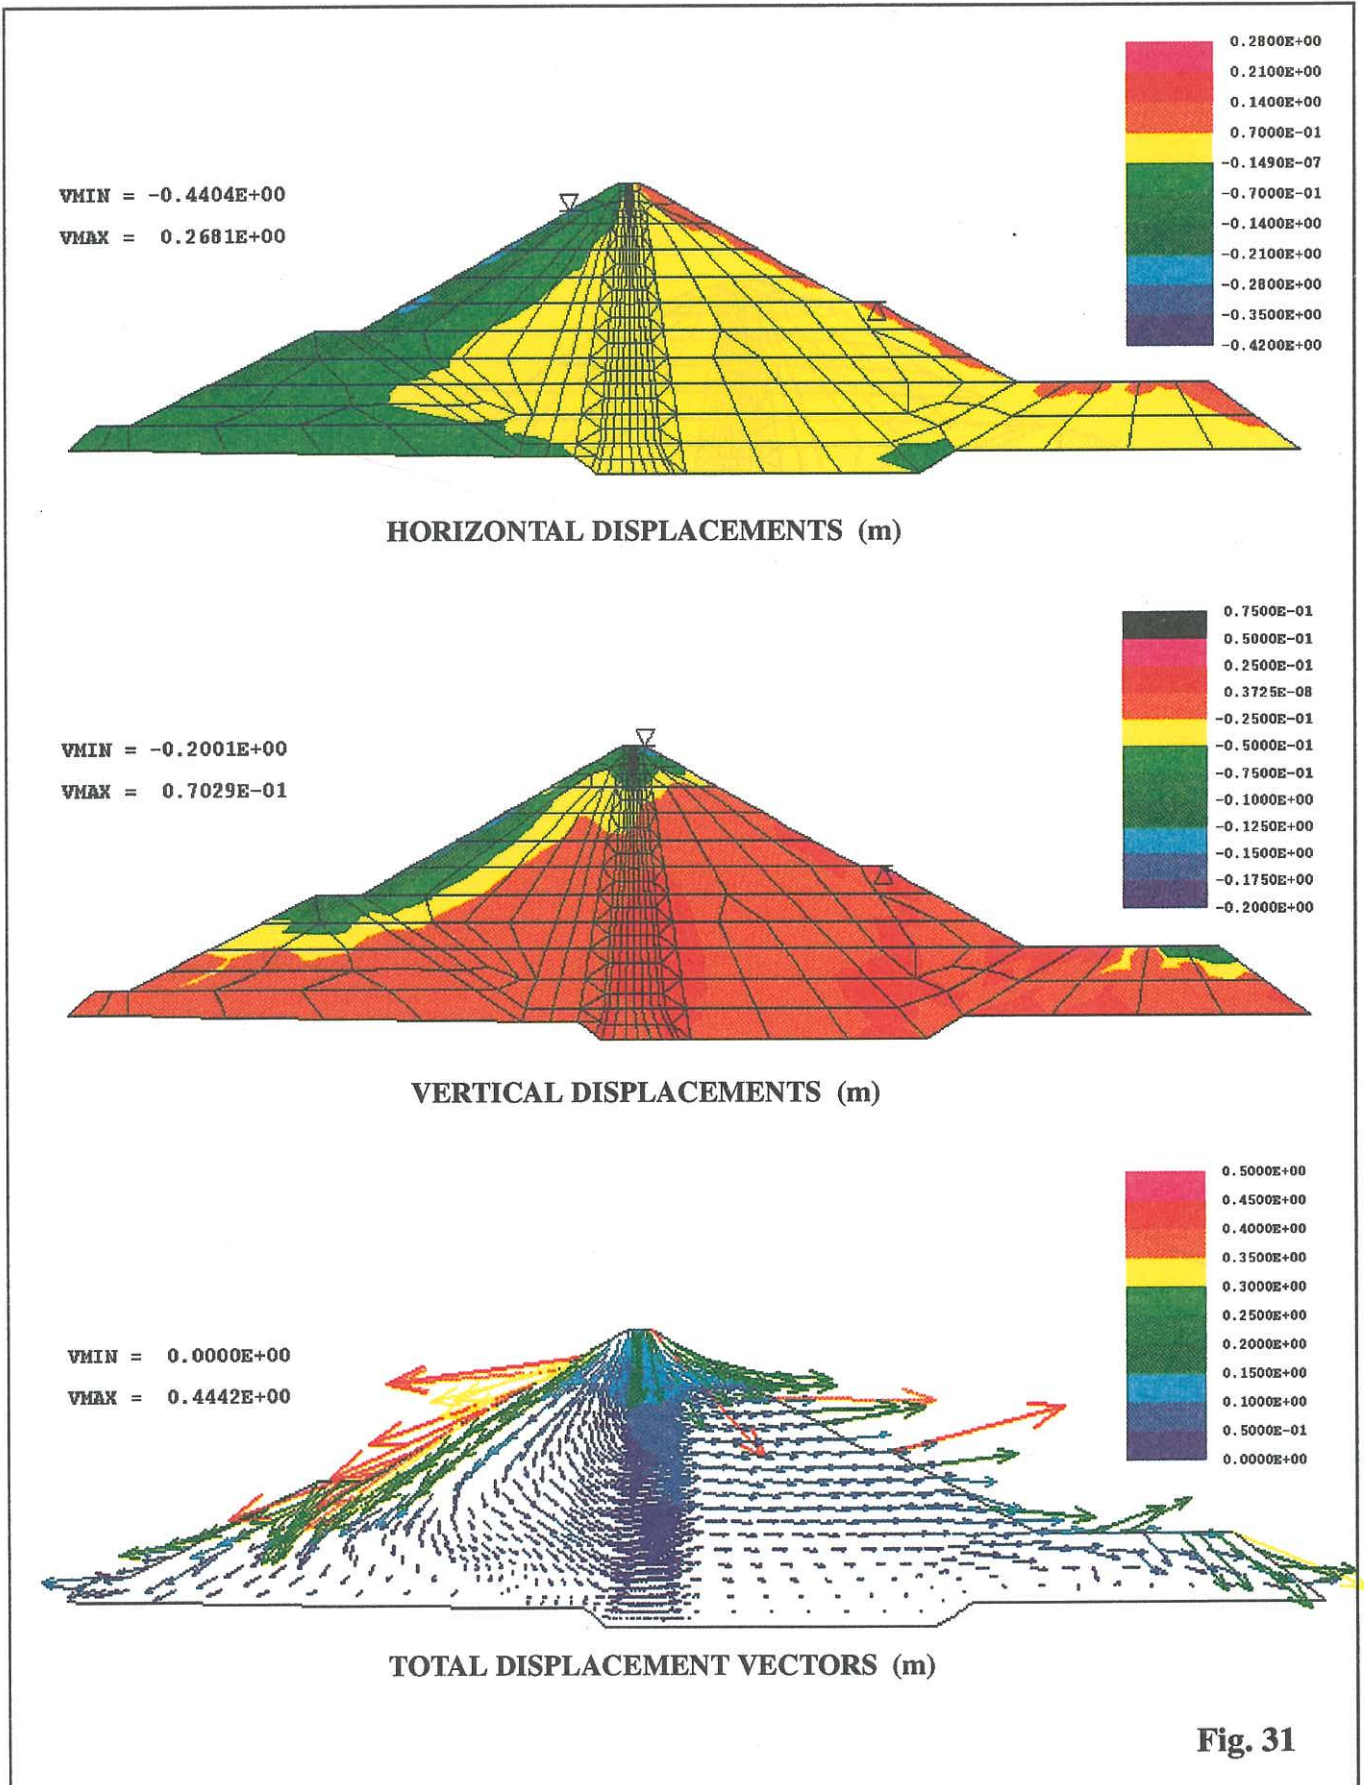 0.2800E+00
0.2100E+00
0.1400E+00
0.7000E-01
-0.1490E-07
-0.7000E-01
-0.1400E+00
-0.2100E+00
-0.2800E+00
-0.3500E+00
-0.4200E+00
VMIN = -0.4404E+00
VMAX = 0.2681E+00
HORIZONTAL DISPLACEMENTS (m)
0.7500E-01
0.5000E-01
0.2500E-01
0.3725E-08
-0.2500E-01
-0.5000E-01
-0.7500E-01
-0.1000E+00
-0.1250E+00
-0.1500E+00
-0.1750E+00
-0.2000E+00
VMIN = -0.2001E+00
VMAX = 0.7029E-01
VERTICAL DISPLACEMENTS (m)
0.5000E+00
0.4500E+00
0.4000E+00
0.3500E+00
0.3000E+00
0.2500E+00
0.2000E+00
0.1500E+00
0.1000E+00
0.5000E-01
0.0000E+00
VMIN = 0.0000E+00
VMAX = 0.4442E+00
TOTAL DISPLACEMENT VECTORS (m)
Fig. 31